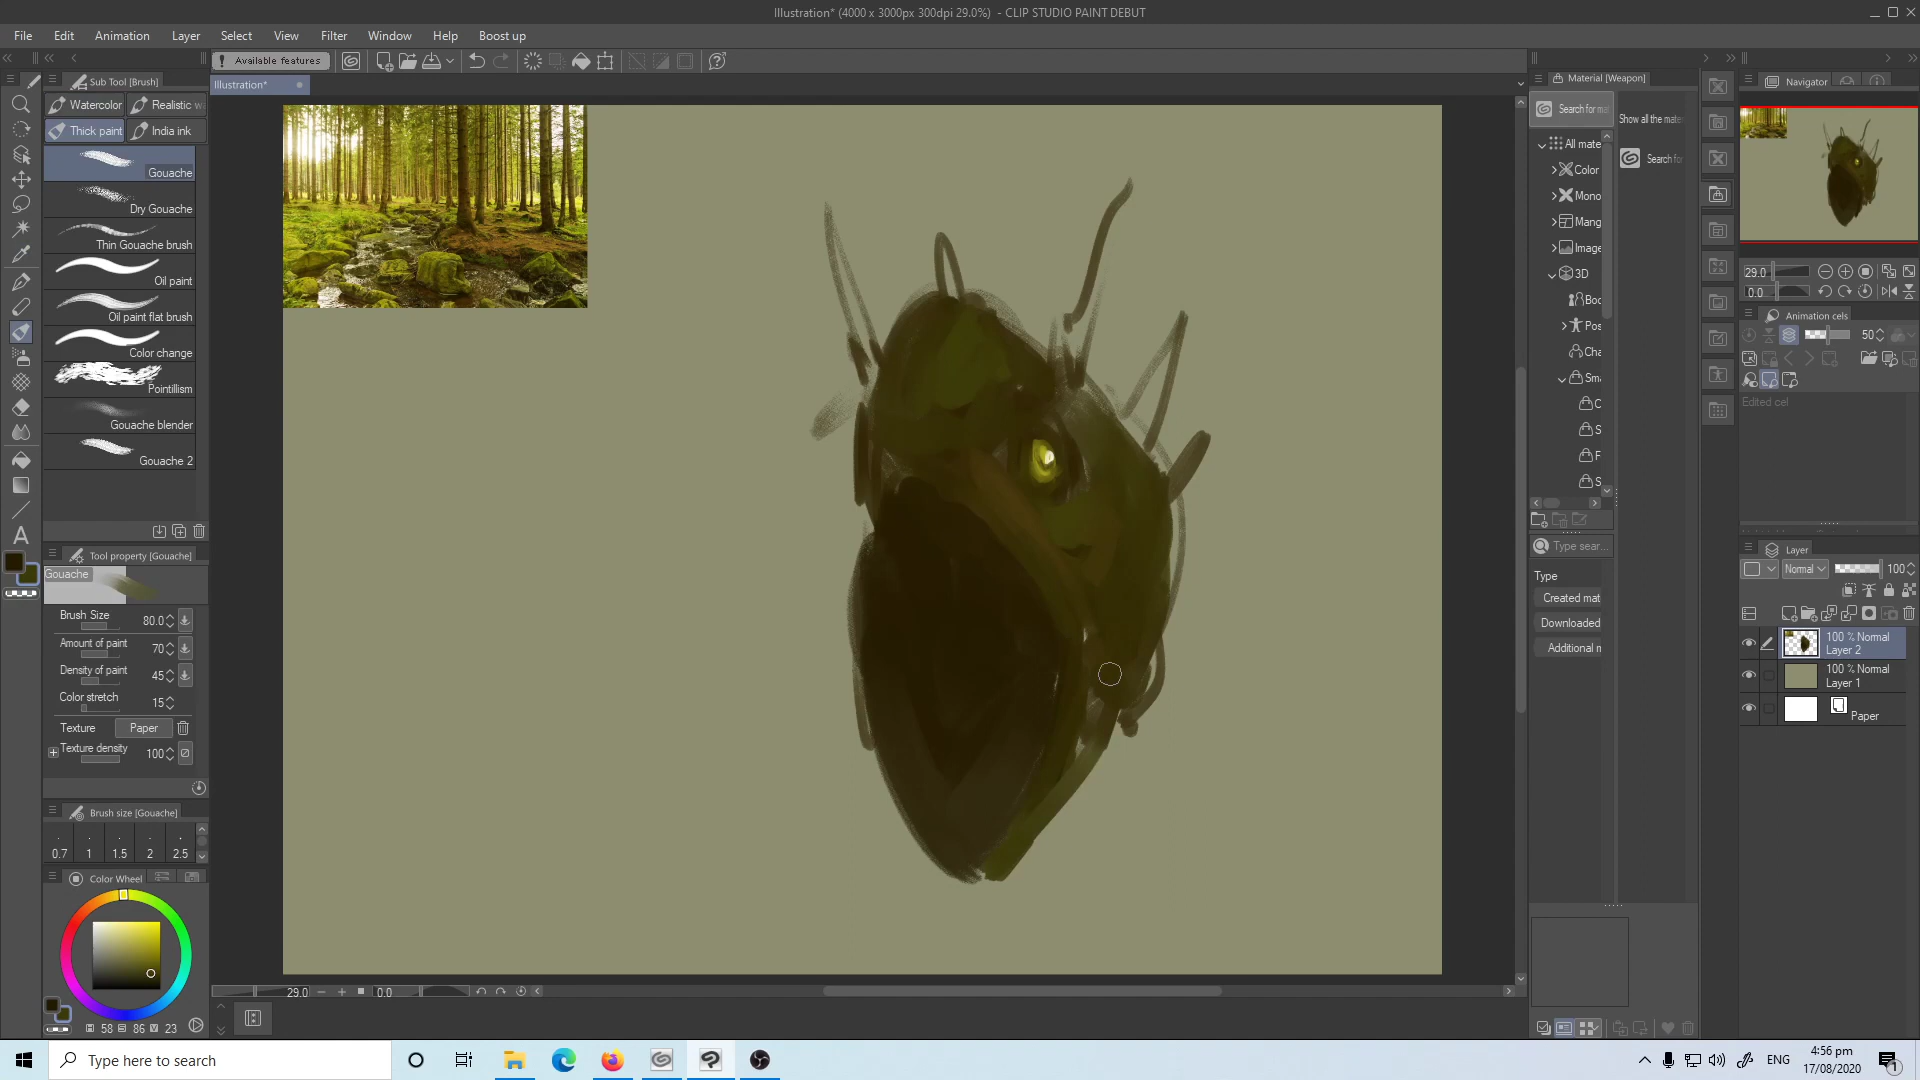 Illustration* (4000 x 3000px 300dpi 29.0%) - CLIP STUDIO PAINT DEBUT
File Edit Animation Layer Select View Filter Window Help Boost up
Available features
Sub Tool [Brush]
Illustration*
Watercolor Realistic w
Thick paint India ink
Gouache
Dry Gouache
Thin Gouache brush
Oil paint
Oil paint flat brush
Color change
Pointillism
Gouache blender
Gouache 2
Tool property [Gouache]
Gouache
Brush Size 80.0
Amount of paint 70
Density of paint 45
Color stretch 15
Texture Paper
Texture density 100
Brush size [Gouache]
0.7 1 1.5 2 2.5
Color Wheel
58 86 V 23
29.0 0.0
Material [Weapon]
Search for ma
Show all the mate
All mate
Search for
Color
Mono
Mang
Image
3D
Bod
Pos
Cha
Sma
C
S
F
S
Type sear...
Type
Created mat
Downloaded
Additional m
Navigator
29.0
0.0
Animation cels
50
Edited cel
Layer
Normal 100
100 % Normal
Layer 2
100 % Normal
Layer 1
Paper
Type here to search
ENG
4:56 pm
17/08/2020
1